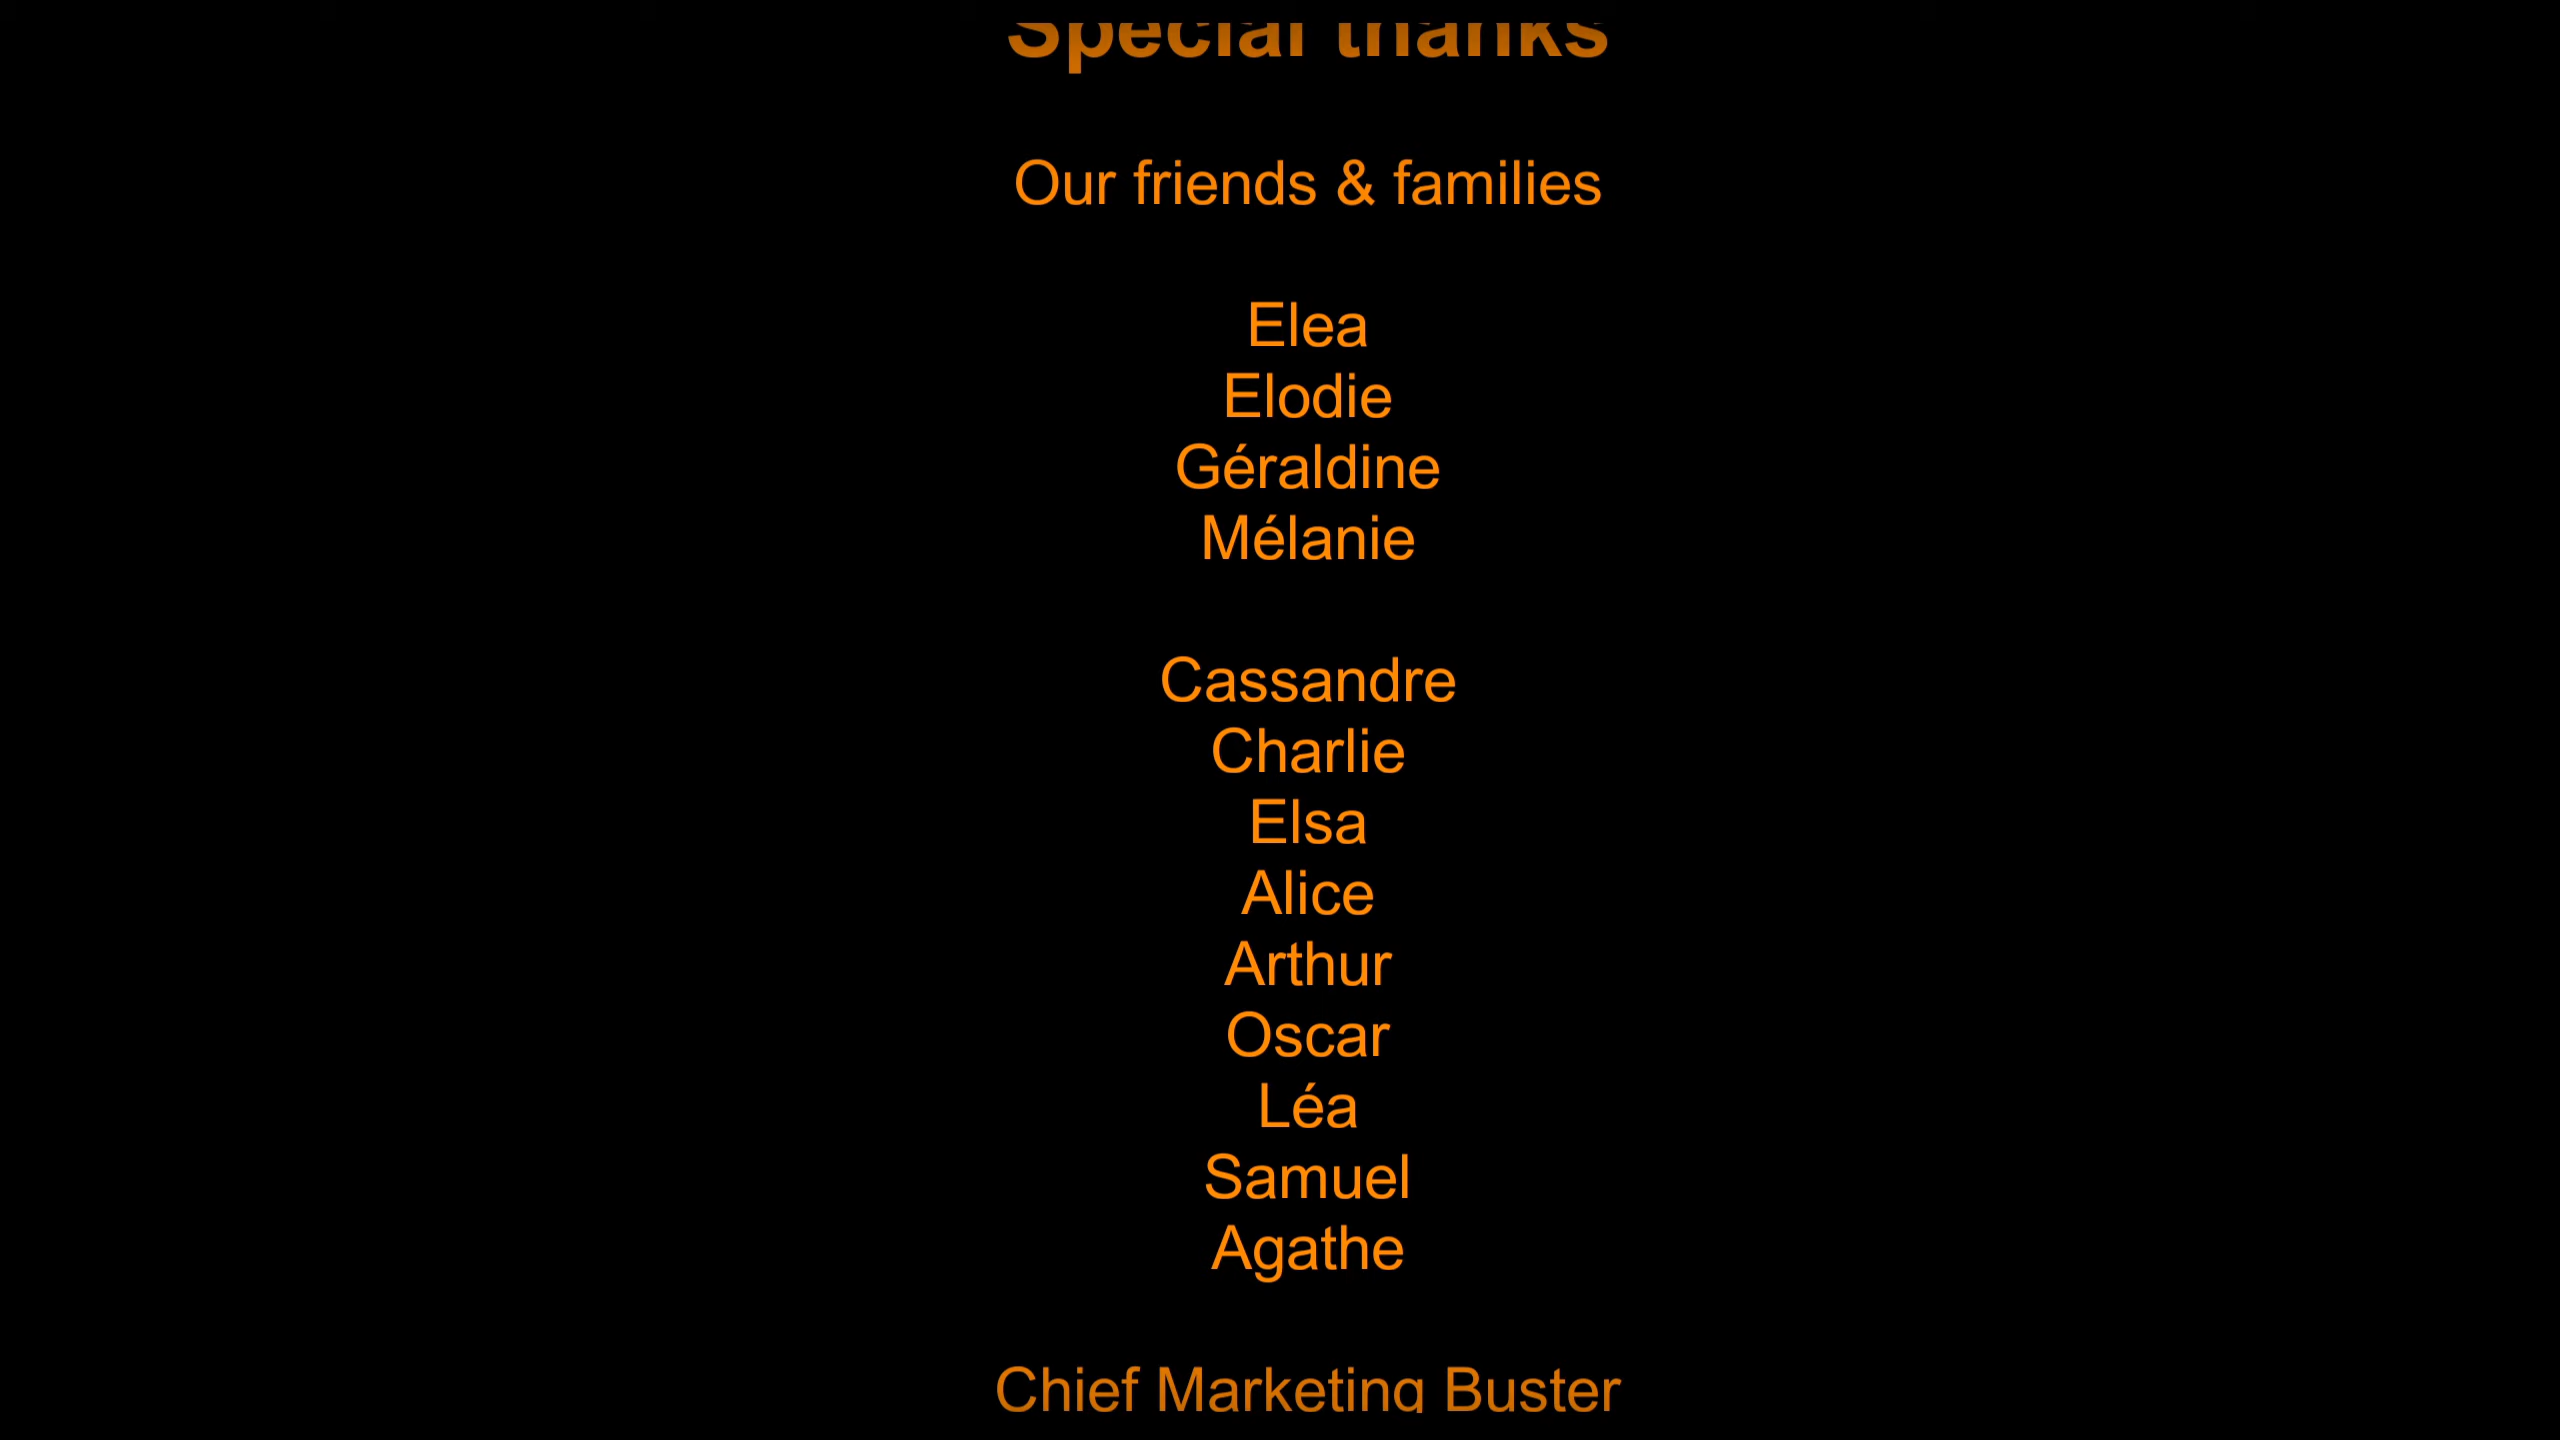 Special thanks
Our friends & families
Elea
Elodie
Géraldine
Mélanie
Cassandre
Charlie
Elsa
Alice
Arthur
Oscar
Léa
Samuel
Agathe
Chief Marketing Buster